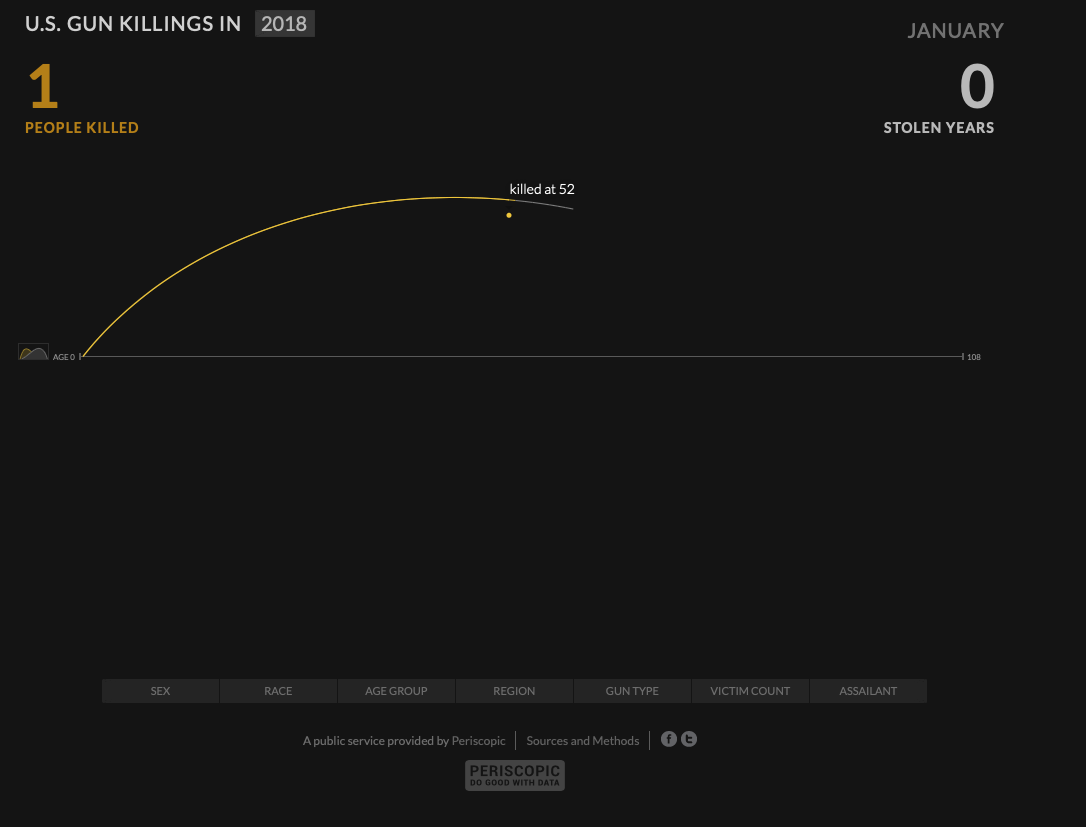 U.S. GUN KILLINGS IN 2018
JANUARY
1
PEOPLE KILLED
0
STOLEN YEARS
killed at 52
AGE 0
108
SEX
RACE
AGE GROUP
REGION
GUN TYPE
VICTIM COUNT
ASSAILANT
A public service provided by Periscopic
Sources and Methods
PERISCOPIC
DO GOOD WITH DATA